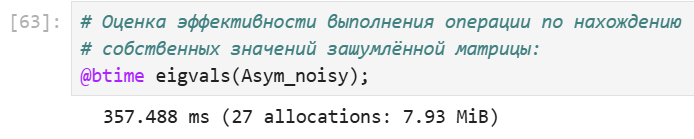 [63]: # Оценка эффективности выполнения операции по нахождению
# собственных значений зашумлённой матрицы:
@btime eigvals(Asym_noisy);
357.488 ms (27 allocations: 7.93 MiB)